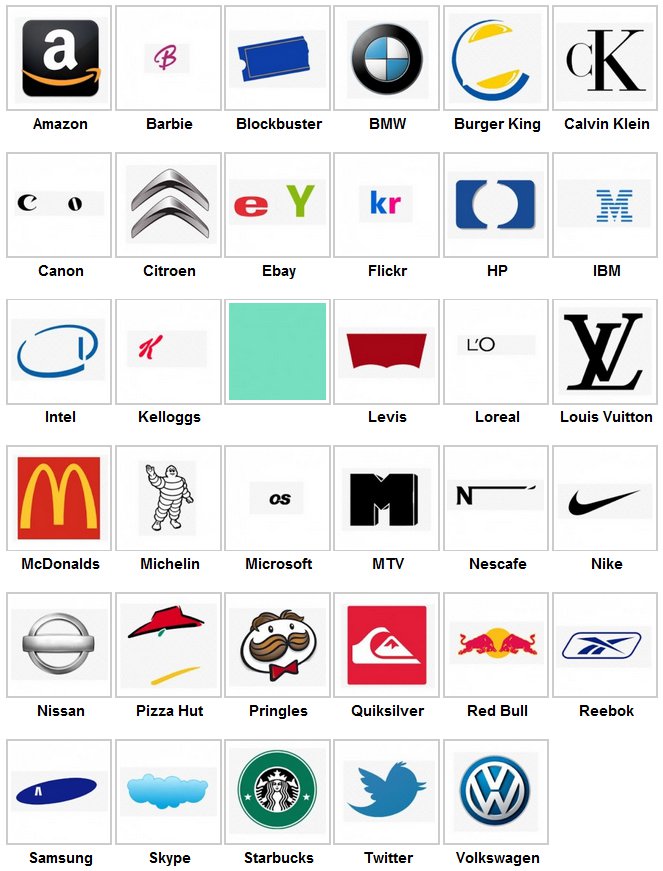 a B CK
Amazon Barbie Blockbuster BMW Burger King Calvin Klein
C o e Y kr M
Canon Citroen Ebay Flickr HP IBM
l K L'O LV
Intel Kelloggs Levis Loreal Louis Vuitton
M os M N
McDonalds Michelin Microsoft MTV Nescafe Nike
Nissan Pizza Hut Pringles Quiksilver Red Bull Reebok
VW
Samsung Skype Starbucks Twitter Volkswagen